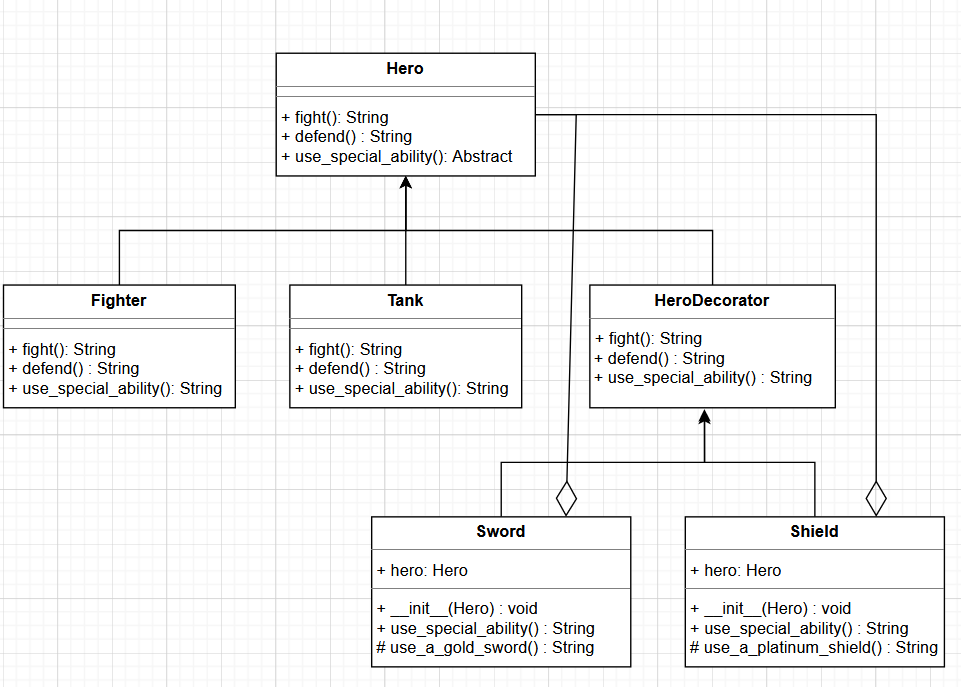 Hero
+ fight(): String
+ defend() : String
+ use_special_ability(): Abstract
Fighter
+ fight(): String
+ defend() : String
+ use_special_ability(): String
Tank
+ fight(): String
+ defend() : String
+ use_special_ability(): String
HeroDecorator
+ fight(): String
+ defend() : String
+ use_special_ability() : String
Sword
+ hero: Hero
+ __init__(Hero) : void
+ use_special_ability() : String
# use_a_gold_sword() : String
Shield
+ hero: Hero
+ __init__(Hero) : void
+ use_special_ability() : String
# use_a_platinum_shield() : String